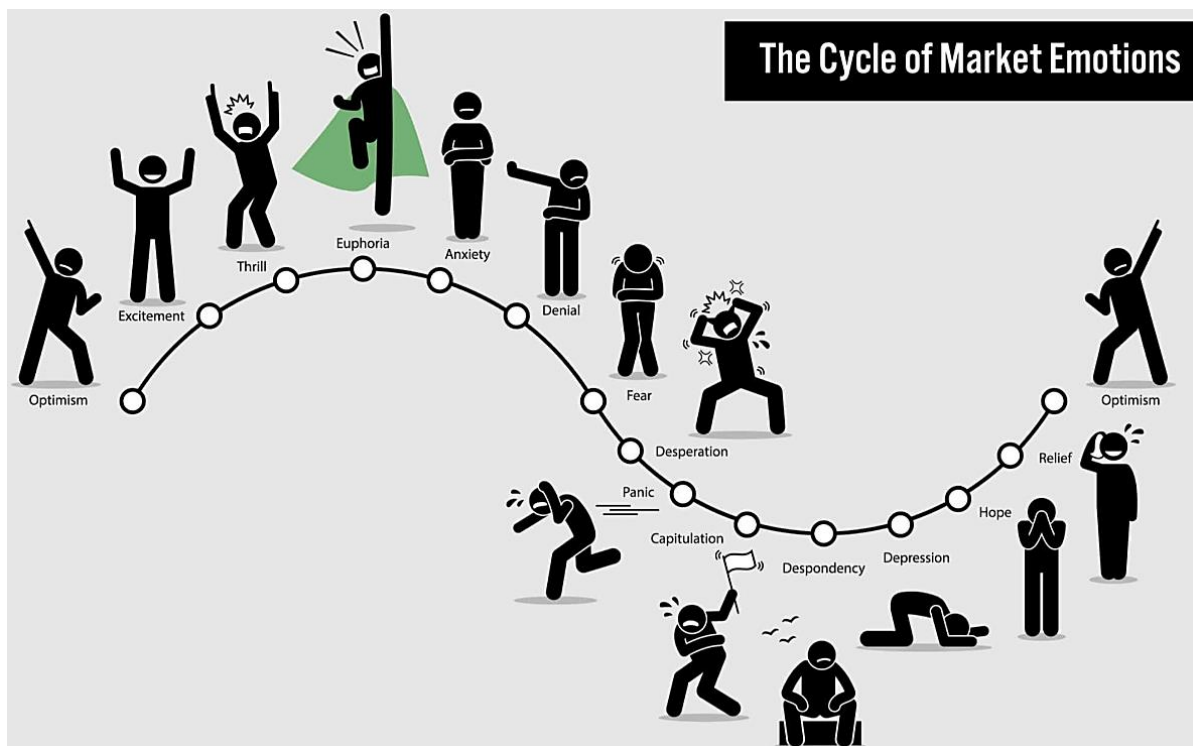 The Cycle of Market Emotions
Optimism
Excitement
Thrill
Euphoria
Anxiety
Denial
Fear
Desperation
Panic
Capitulation
Despondency
Depression
Hope
Relief
Optimism